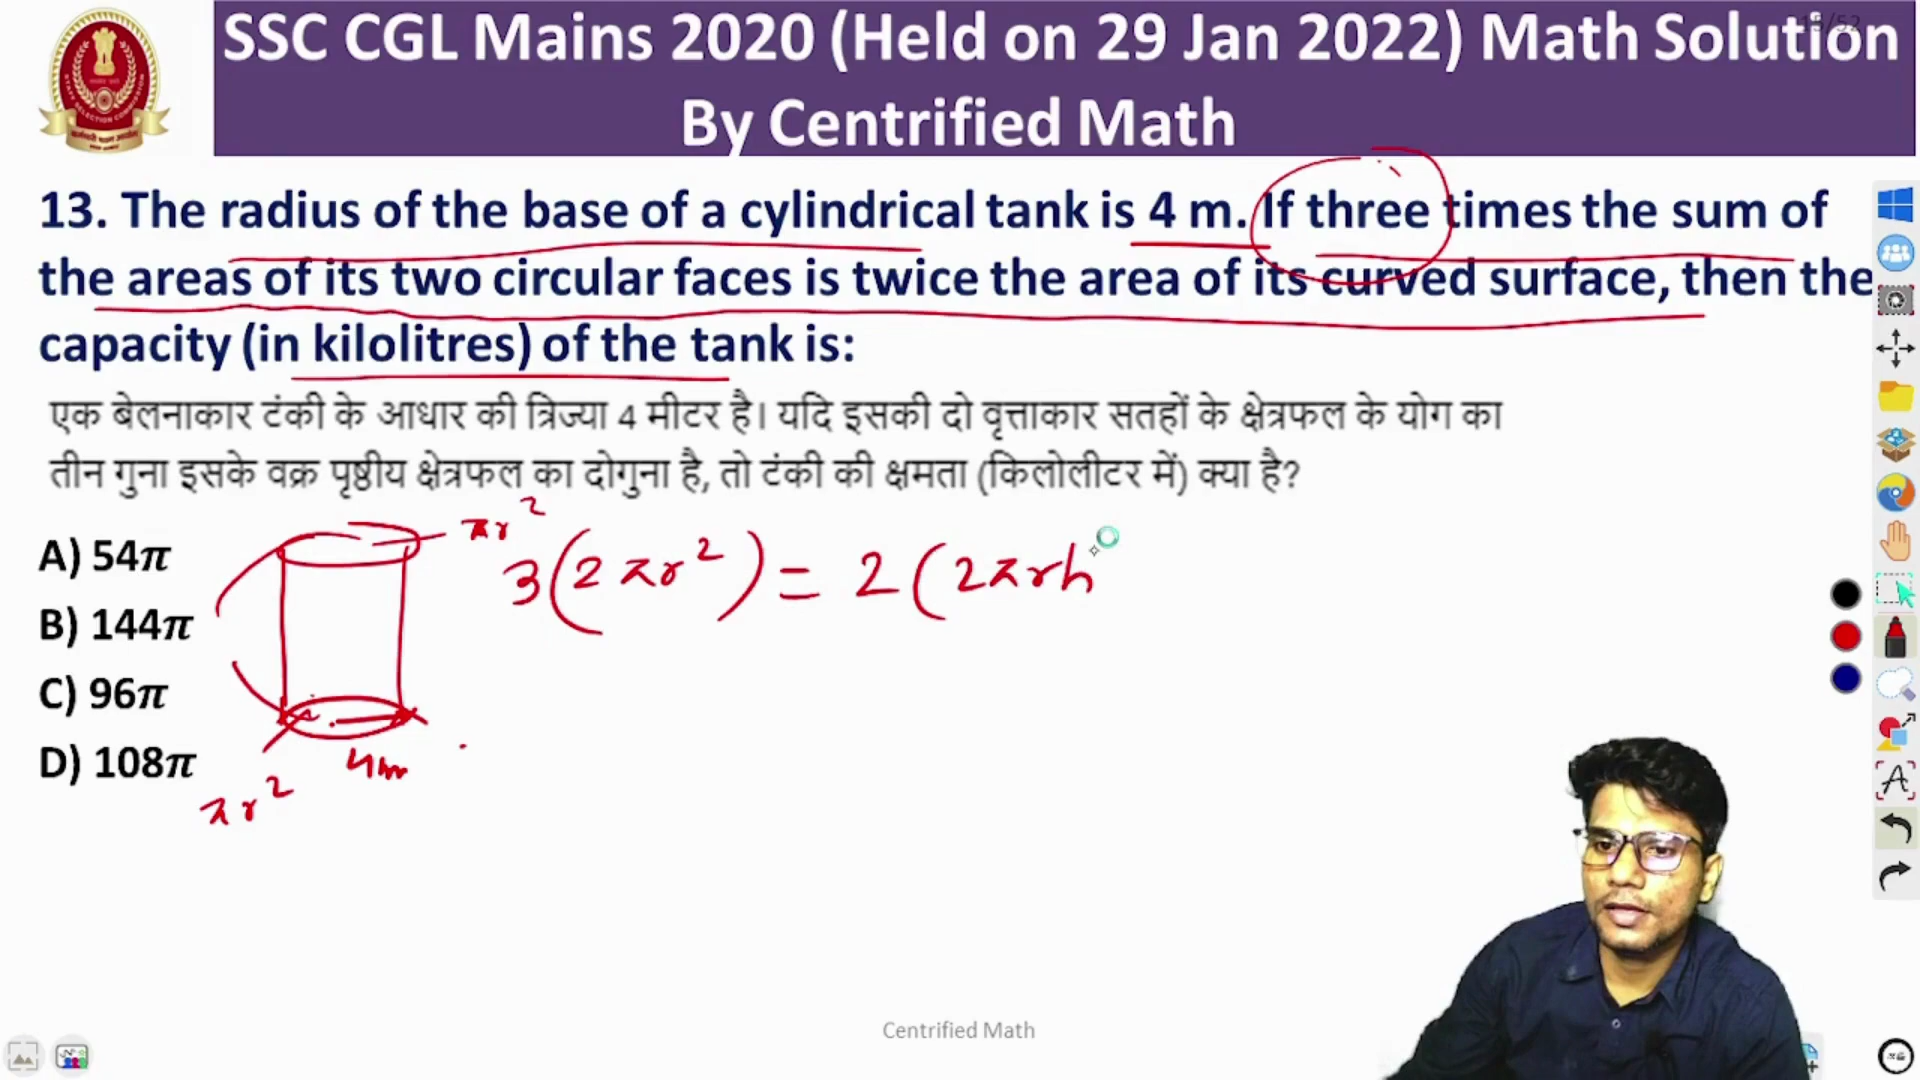 SSC CGL Mains 2020 (Held on 29 Jan 2022) Math Solution
By Centrified Math
13. The radius of the base of a cylindrical tank is 4 m. If three times the sum of
the areas of its two circular faces is twice the area of its curved surface, then the
capacity (in kilolitres) of the tank is:
एक बेलनाकार टंकी के आधार की त्रिज्या 4 मीटर है। यदि इसकी दो वृत्ताकार सतहों के क्षेत्रफल के योग का
तीन गुना इसके वक्र पृष्ठीय क्षेत्रफल का दोगुना है, तो टंकी की क्षमता (किलोलीटर में) क्या है?
A) 54π
B) 144π
C) 96π
D) 108π
πr²
3(2πr²) = 2(2πrh
4m
πr²
Centrified Math